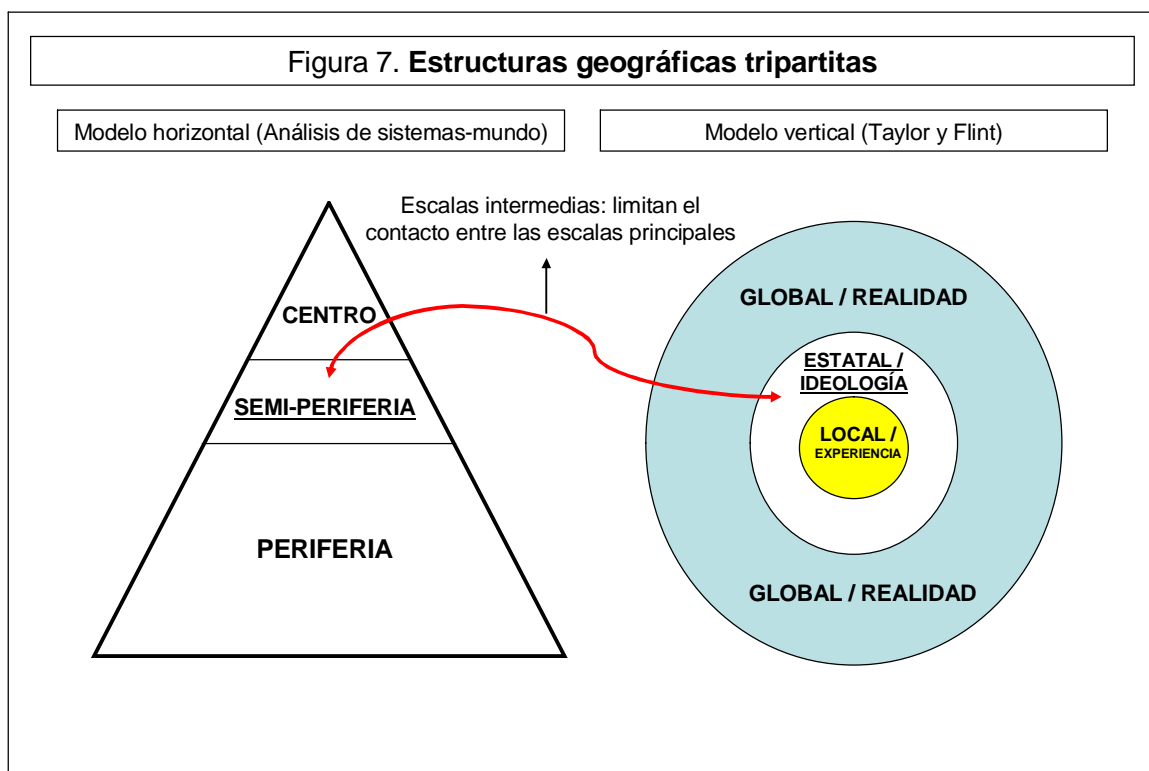 Figura 7. Estructuras geográficas tripartitas
Modelo horizontal (Análisis de sistemas-mundo)
Modelo vertical (Taylor y Flint)
Escalas intermedias: limitan el
contacto entre las escalas principales
CENTRO
SEMI-PERIFERIA
PERIFERIA
GLOBAL / REALIDAD
ESTATAL /
IDEOLOGÍA
LOCAL /
EXPERIENCIA
GLOBAL / REALIDAD